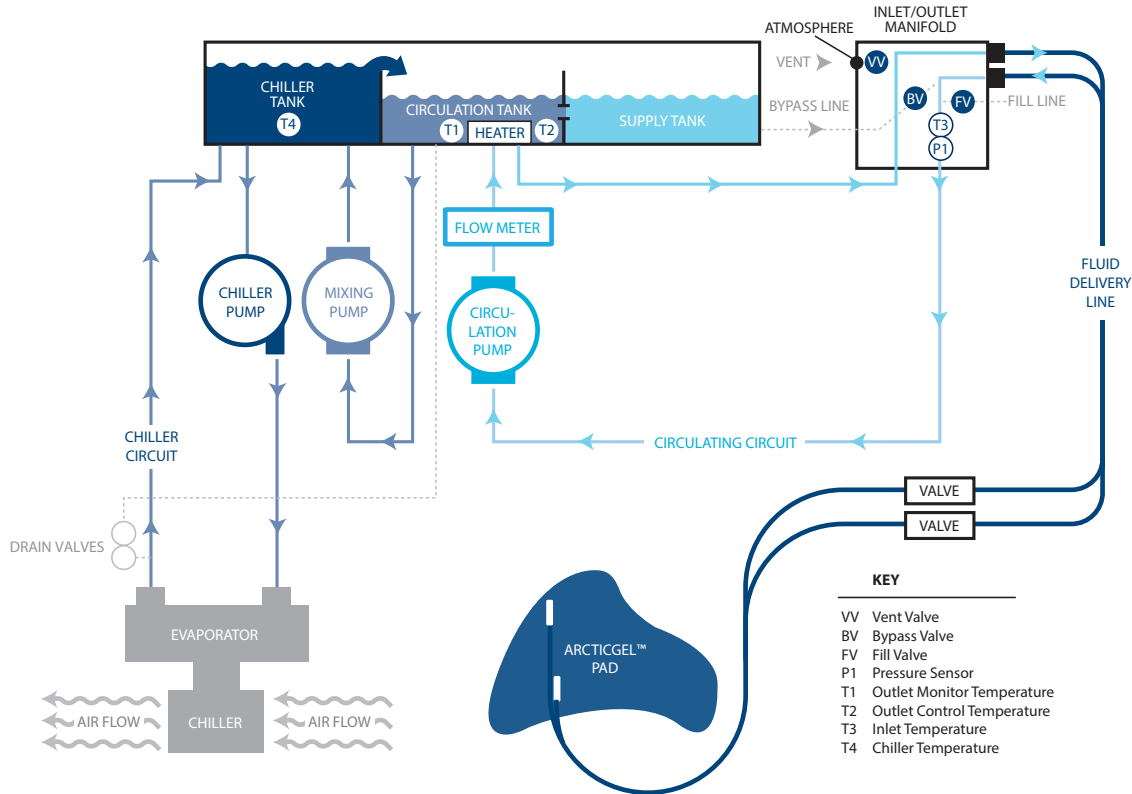 INLET/OUTLET
MANIFOLD
ATMOSPHERE
VENT
VV
CHILLER
TANK
T4
CIRCULATION TANK
T1
HEATER
T2
SUPPLY TANK
BYPASS LINE
BV
FV
FILL LINE
T3
P1
FLOW METER
CHILLER
PUMP
MIXING
PUMP
CIRCU-
LATION
PUMP
FLUID
DELIVERY
LINE
CHILLER
CIRCUIT
CIRCULATING CIRCUIT
VALVE
VALVE
DRAIN VALVES
EVAPORATOR
CHILLER
AIR FLOW
AIR FLOW
ARCTICGEL™
PAD
KEY
VV Vent Valve
BV Bypass Valve
FV Fill Valve
P1 Pressure Sensor
T1 Outlet Monitor Temperature
T2 Outlet Control Temperature
T3 Inlet Temperature
T4 Chiller Temperature